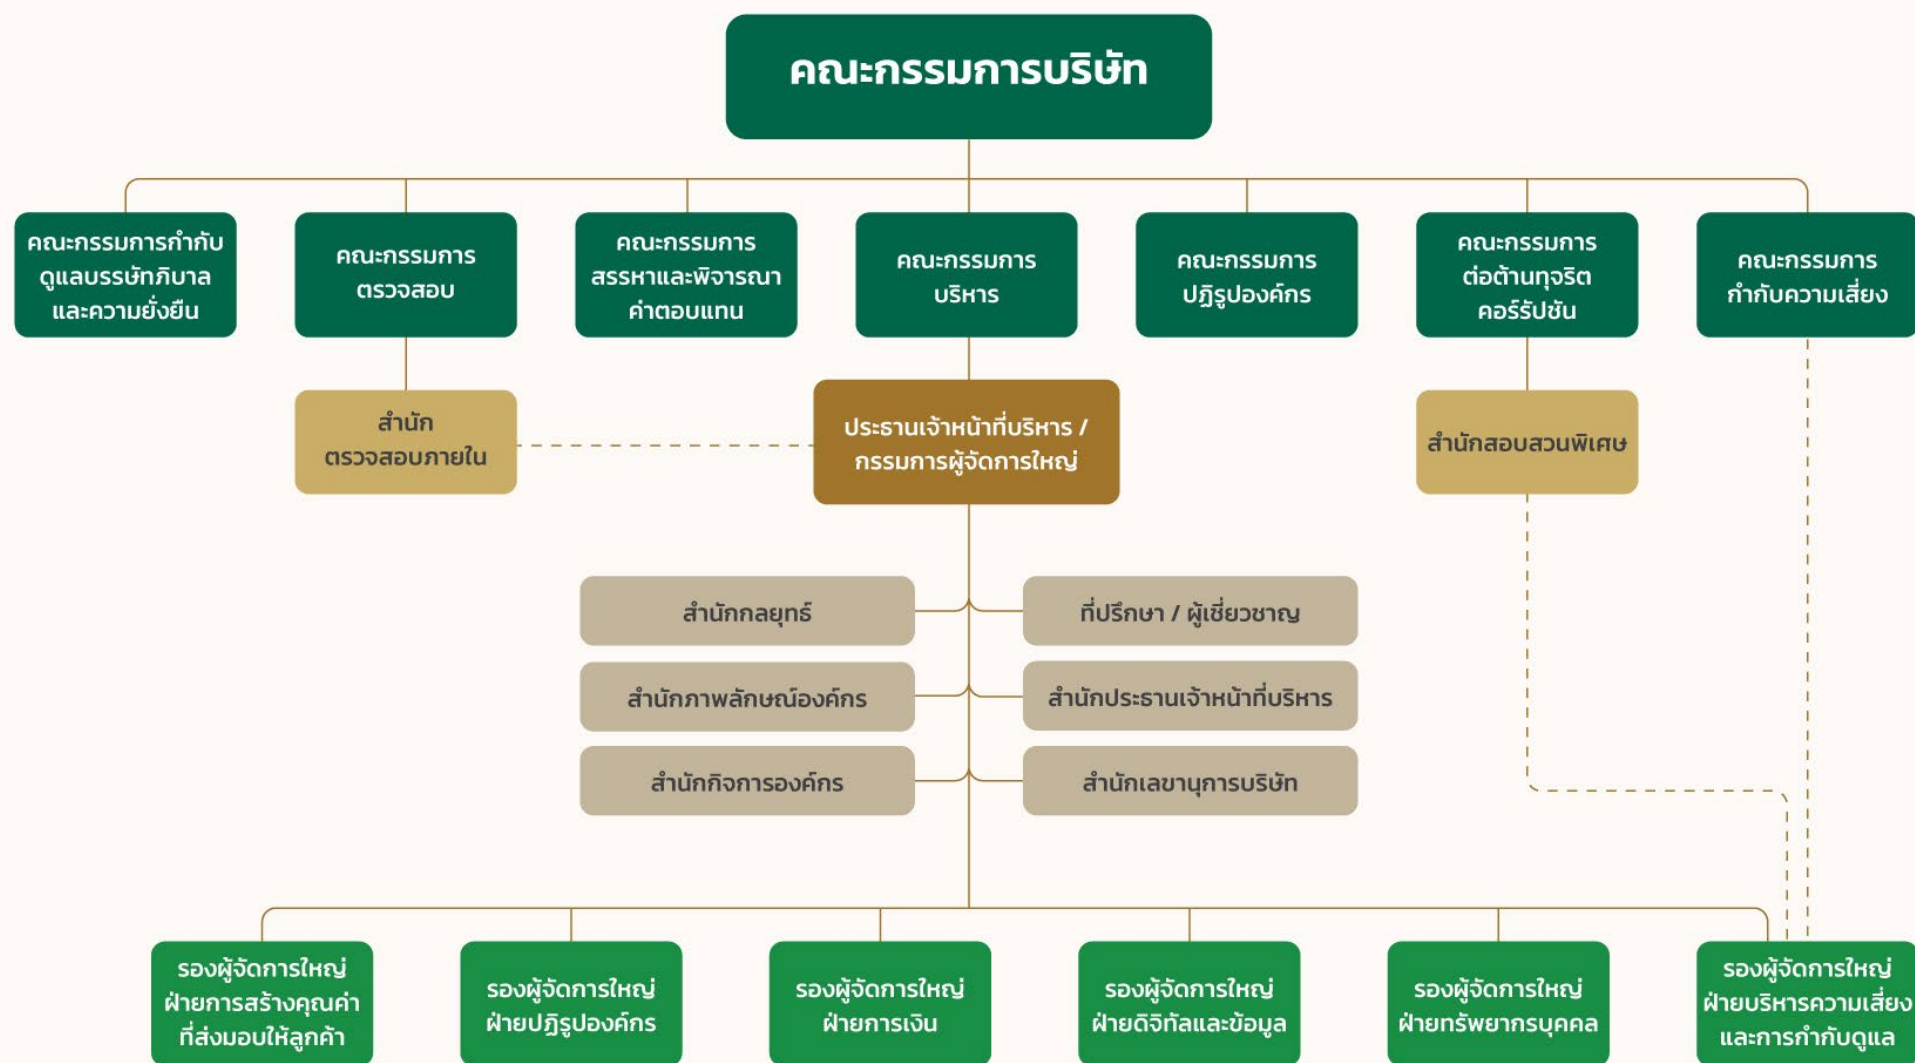 คณะกรรมการบริษัท
คณะกรรมการกำกับ
ดูแลบรรษัทภิบาล
และความยั่งยืน
คณะกรรมการ
ตรวจสอบ
คณะกรรมการ
สรรหาและพิจารณา
ค่าตอบแทน
คณะกรรมการ
บริหาร
คณะกรรมการ
ปฏิรูปองค์กร
คณะกรรมการ
ต่อต้านทุจริต
คอร์รัปชัน
คณะกรรมการ
กำกับความเสี่ยง
สำนัก
ตรวจสอบภายใน
ประธานเจ้าหน้าที่บริหาร /
กรรมการผู้จัดการใหญ่
สำนักสอบสวนพิเศษ
สำนักกลยุทธ์
ที่ปรึกษา / ผู้เชี่ยวชาญ
สำนักภาพลักษณ์องค์กร
สำนักประธานเจ้าหน้าที่บริหาร
สำนักกิจการองค์กร
สำนักเลขานุการบริษัท
รองผู้จัดการใหญ่
ฝ่ายการสร้างคุณค่า
ที่ส่งมอบให้ลูกค้า
รองผู้จัดการใหญ่
ฝ่ายปฏิรูปองค์กร
รองผู้จัดการใหญ่
ฝ่ายการเงิน
รองผู้จัดการใหญ่
ฝ่ายดิจิทัลและข้อมูล
รองผู้จัดการใหญ่
ฝ่ายทรัพยากรบุคคล
รองผู้จัดการใหญ่
ฝ่ายบริหารความเสี่ยง
และการกำกับดูแล